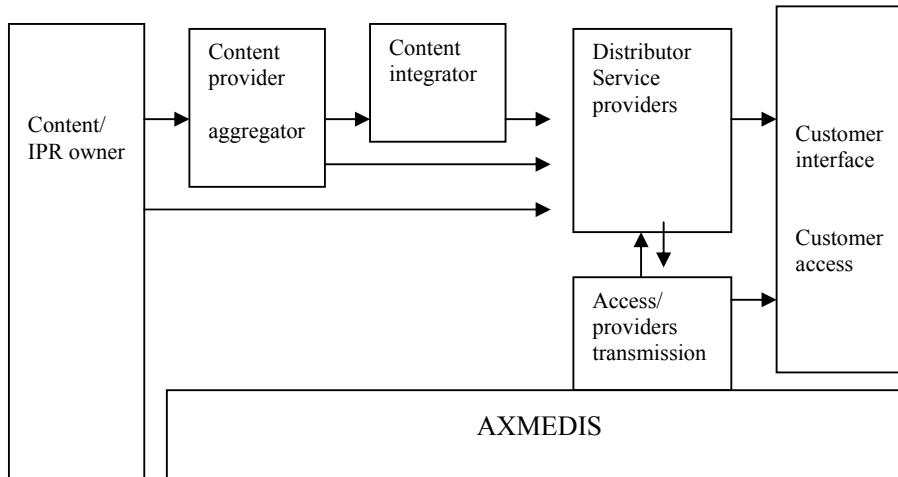 Content/
IPR owner
Content
provider
aggregator
Content
integrator
Distributor
Service
providers
Access/
providers
transmission
Customer
interface
Customer
access
AXMEDIS